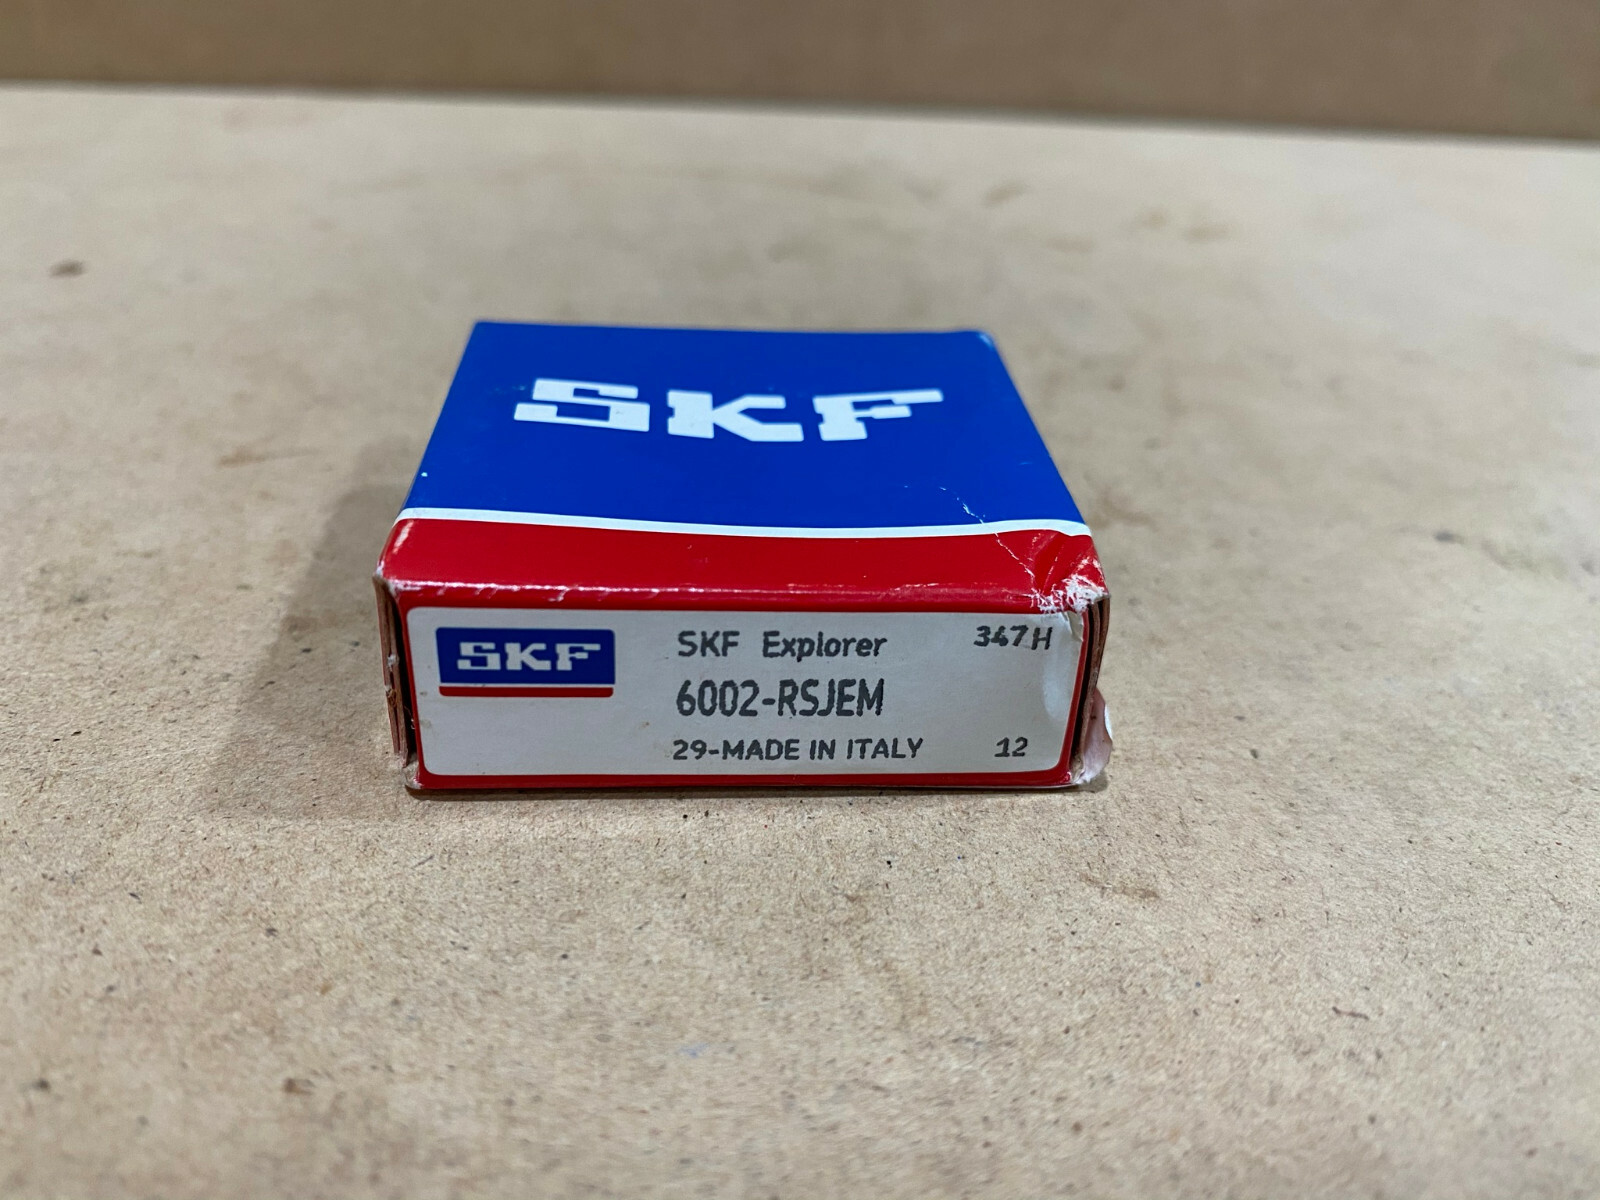 SKF
SKF
SKF Explorer 347H
6002-RSJEM
29-MADE IN ITALY 12